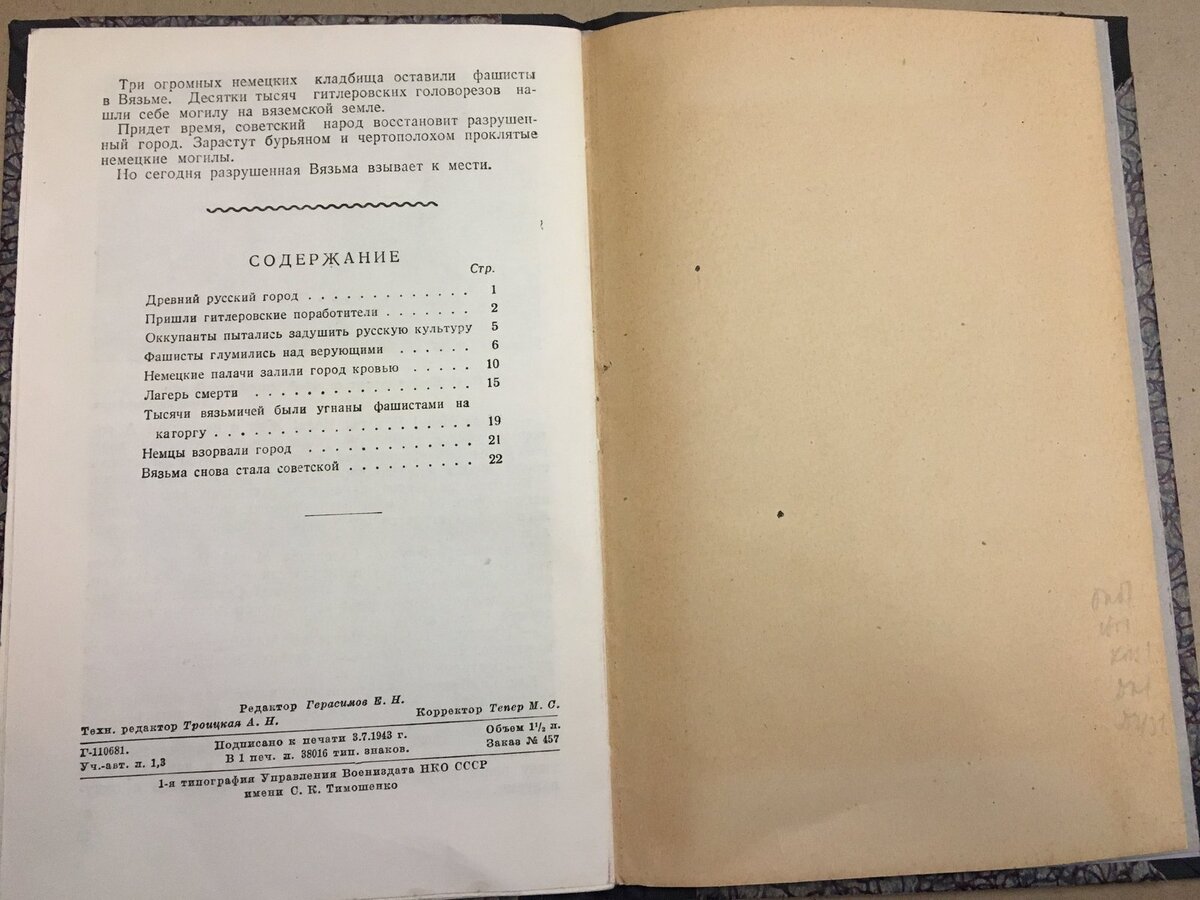 Три огромных немецких кладбища оставили фашисты
в Вязьме. Десятки тысяч гитлеровских головорезов на-
шли себе могилу на вяземской земле.
Придет время, советский народ восстановит разрушен-
ный город. Зарастут бурьяном и чертополохом проклятые
немецкие могилы.
Но сегодня разрушенная Вязьма взывает к мести.
СОДЕРЖАНИЕ
Стр.
Древний русский город . . . . . . . . . . . . . 1
Пришли гитлеровские поработители . . . . . . . 2
Оккупанты пытались задушить русскую культуру 5
Фашисты глумились над верующими . . . . . . 6
Немецкие палачи залили город кровью . . . . . 10
Лагерь смерти . . . . . . . . . . . . . . . . 15
Тысячи вязьмичей были угнаны фашистами на
каторгу . . . . . . . . . . . . . . . . . . . 19
Немцы взорвали город . . . . . . . . . . . . 21
Вязьма снова стала советской . . . . . . . . . . 22
Редактор Герасимов Е. Н.
Техн. редактор Троицкая А. Н. Корректор Тепер М. С.
Г-110681. Подписано к печати 3.7.1943 г. Объем 1½ л.
Уч.-авт. л. 1,3 В 1 печ. л. 38016 тип. знаков. Заказ № 457
1-я типография Управления Воениздата НКО СССР
имени С. К. Тимошенко